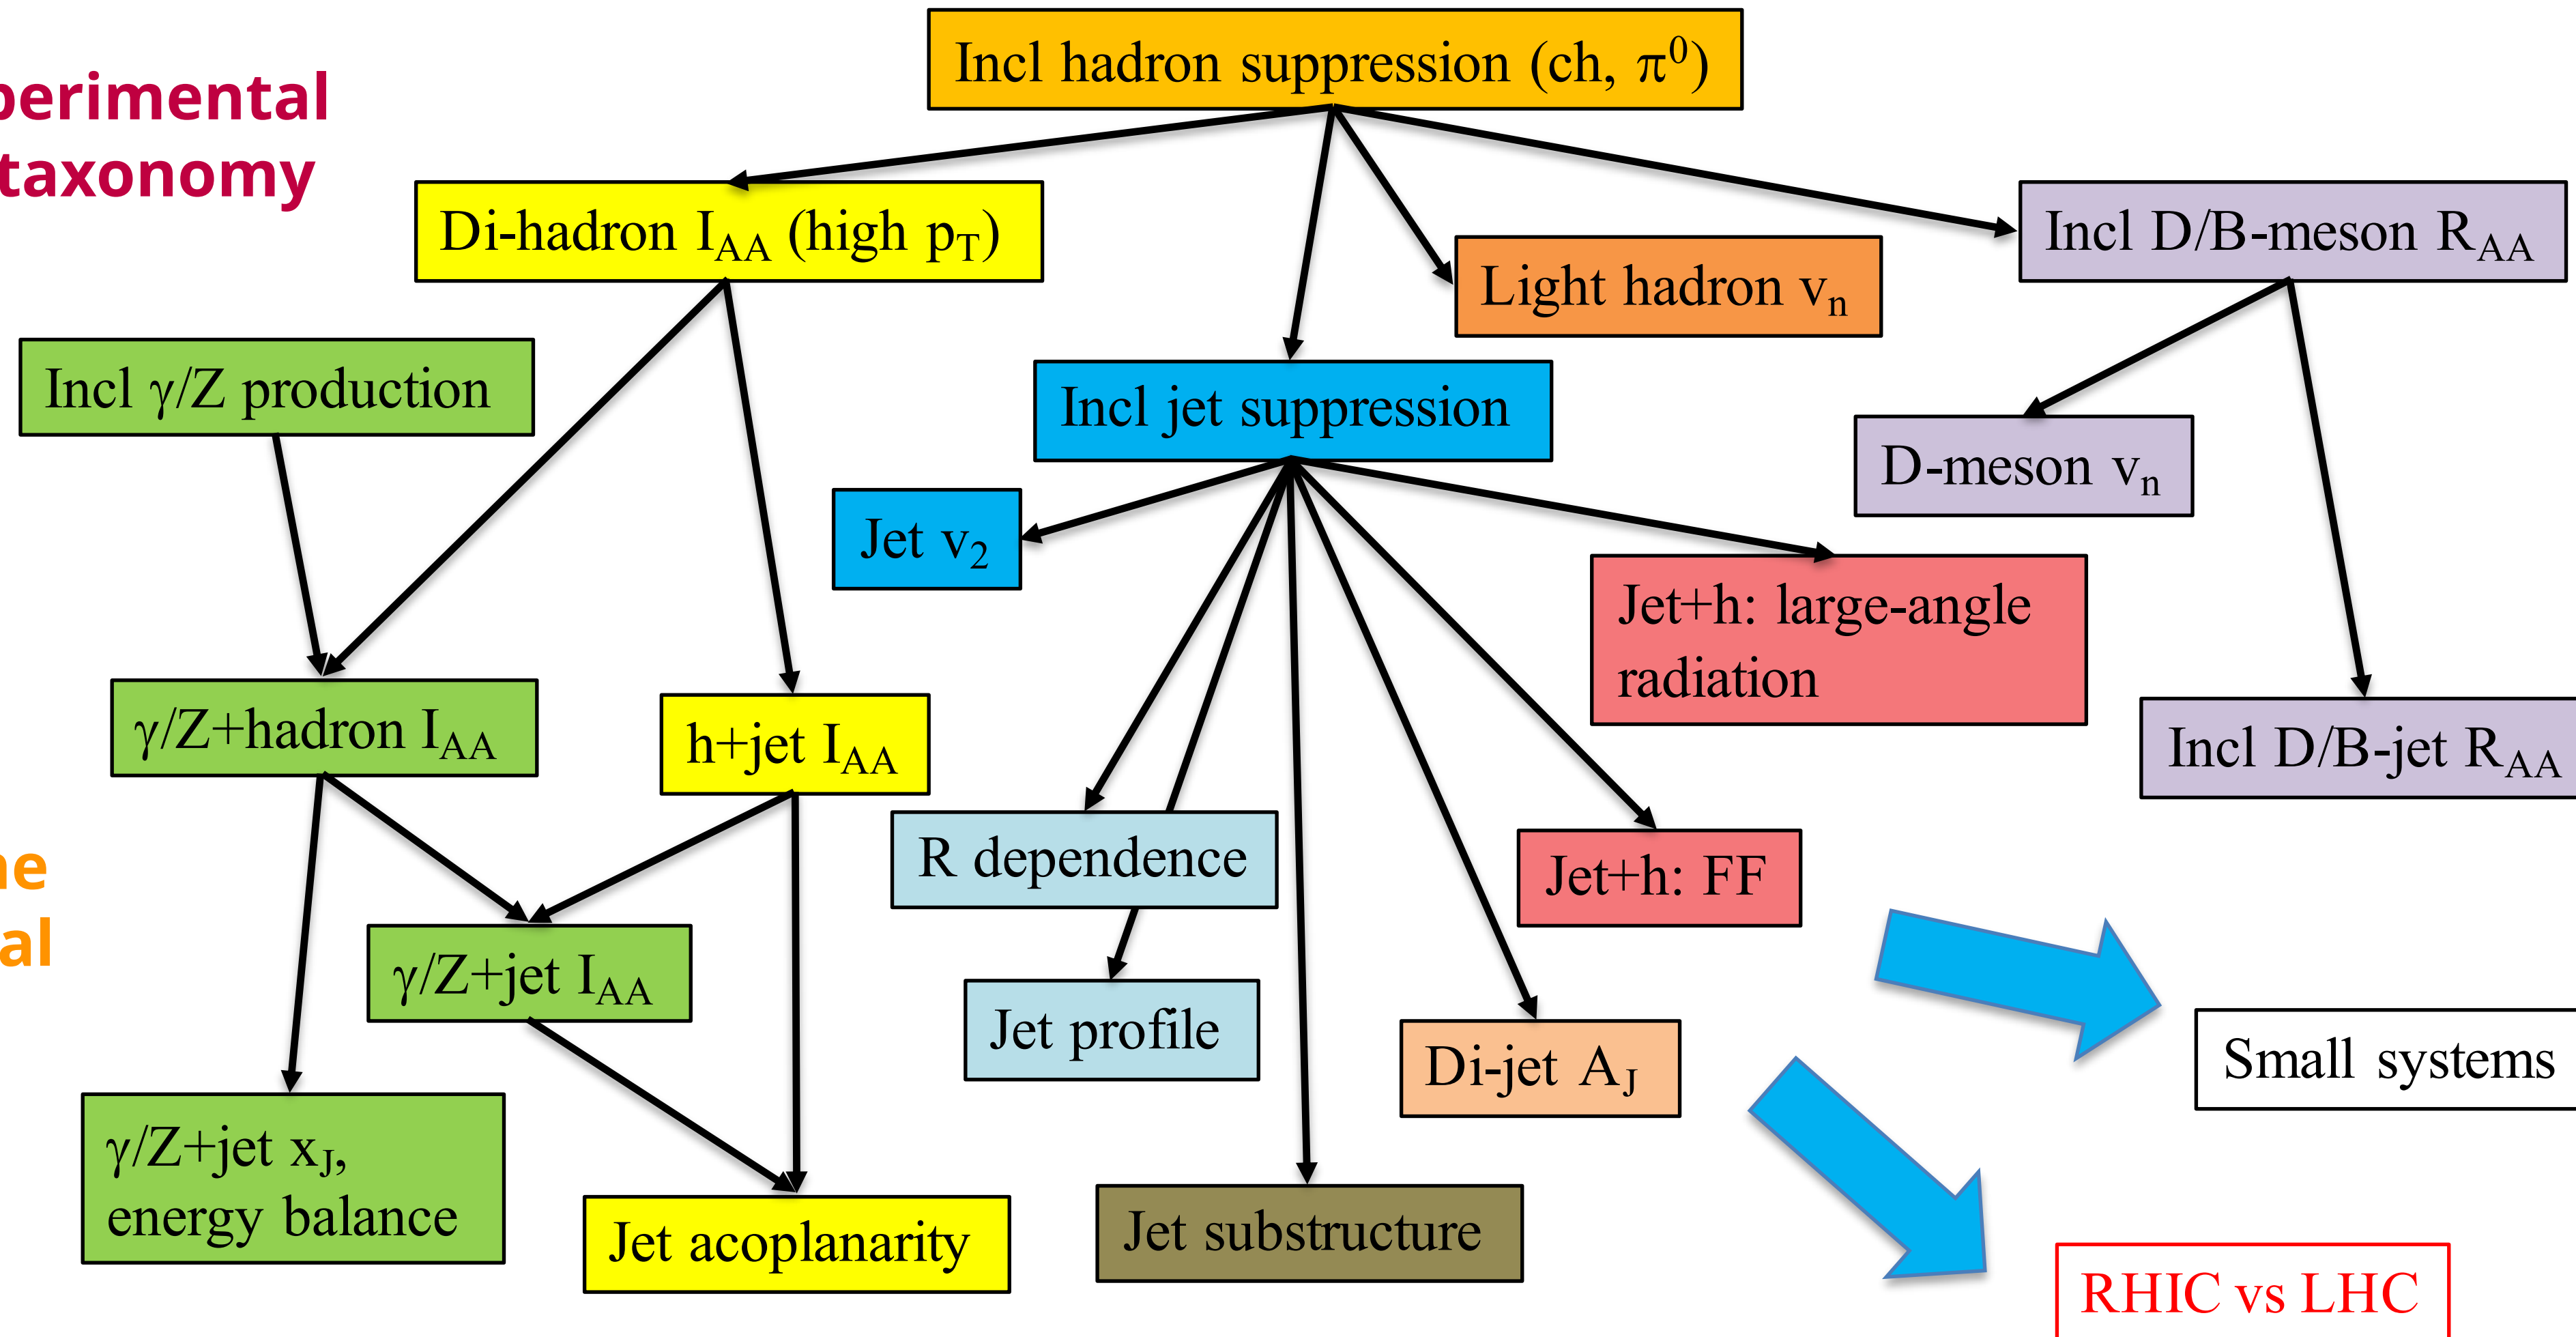 Incl hadron suppression (ch, π⁰)
perimental
taxonomy
Di-hadron I_AA (high p_T)
Incl D/B-meson R_AA
Light hadron v_n
Incl γ/Z production
Incl jet suppression
D-meson v_n
Jet v₂
Jet+h: large-angle
radiation
γ/Z+hadron I_AA
h+jet I_AA
Incl D/B-jet R_AA
R dependence
Jet+h: FF
al
γ/Z+jet I_AA
Jet profile
Di-jet A_J
Small systems
γ/Z+jet x_J,
energy balance
Jet acoplanarity
Jet substructure
RHIC vs LHC